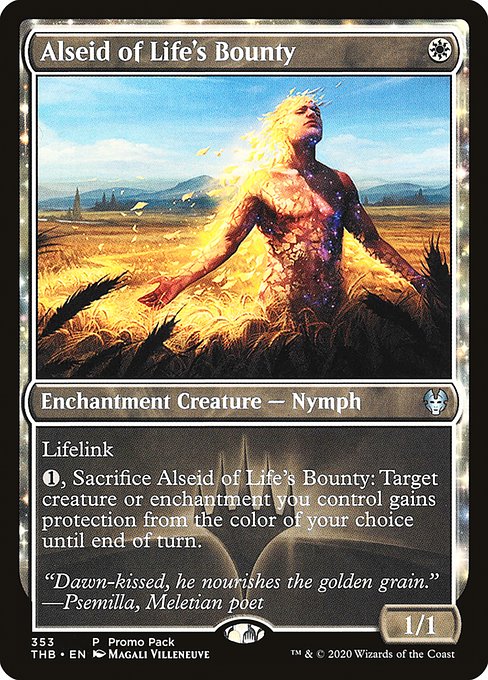 Alseid of Life's Bounty
Enchantment Creature — Nymph
Lifelink
1, Sacrifice Alseid of Life's Bounty: Target
creature or enchantment you control gains
protection from the color of your choice
until end of turn.
"Dawn-kissed, he nourishes the golden grain."
—Psemilla, Meletian poet
1/1
353 P Promo Pack
THB • EN Magali Villeneuve
™ & © 2020 Wizards of the Coast